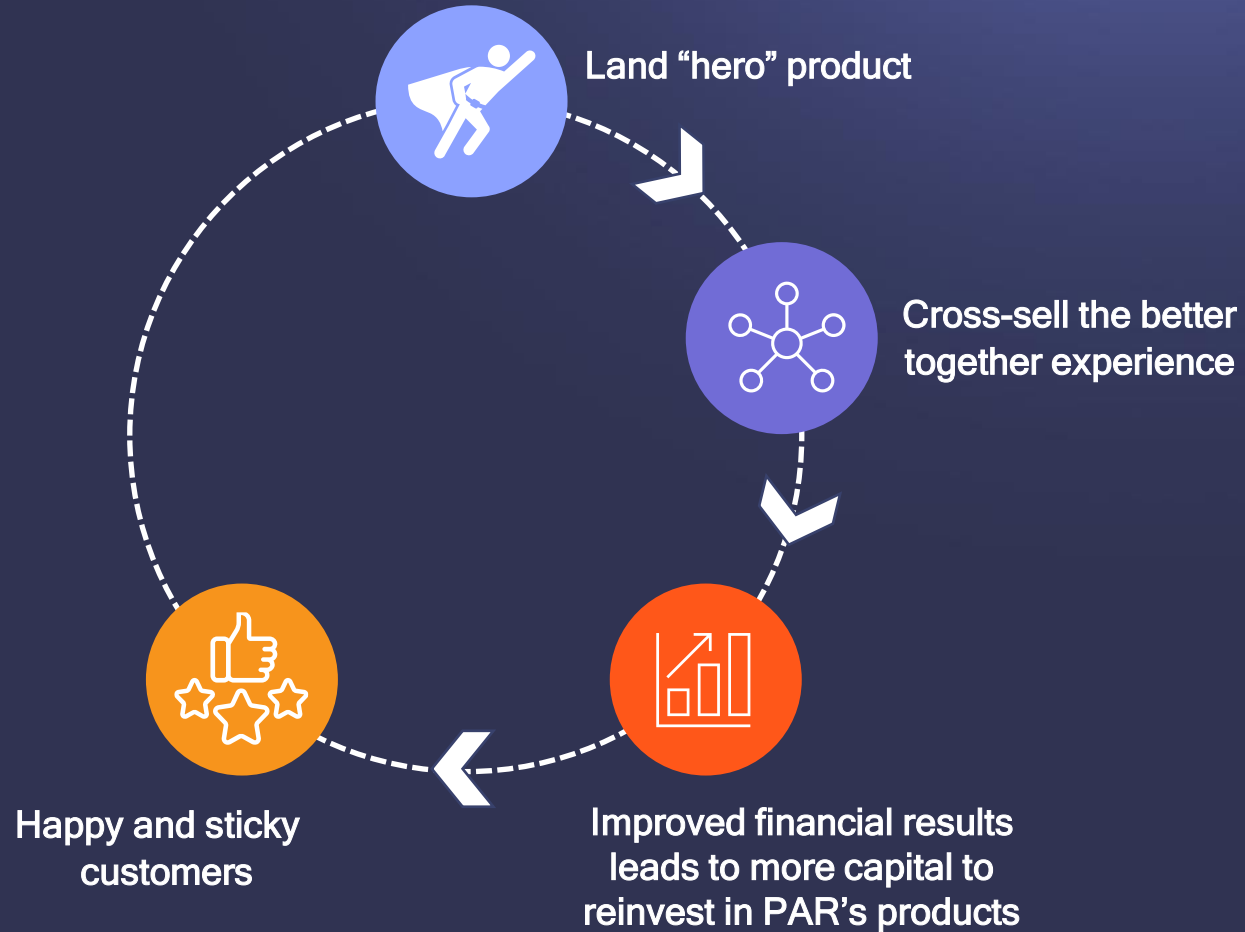 Land “hero” product
Cross-sell the better
together experience
Improved financial results
leads to more capital to
reinvest in PAR’s products
Happy and sticky
customers